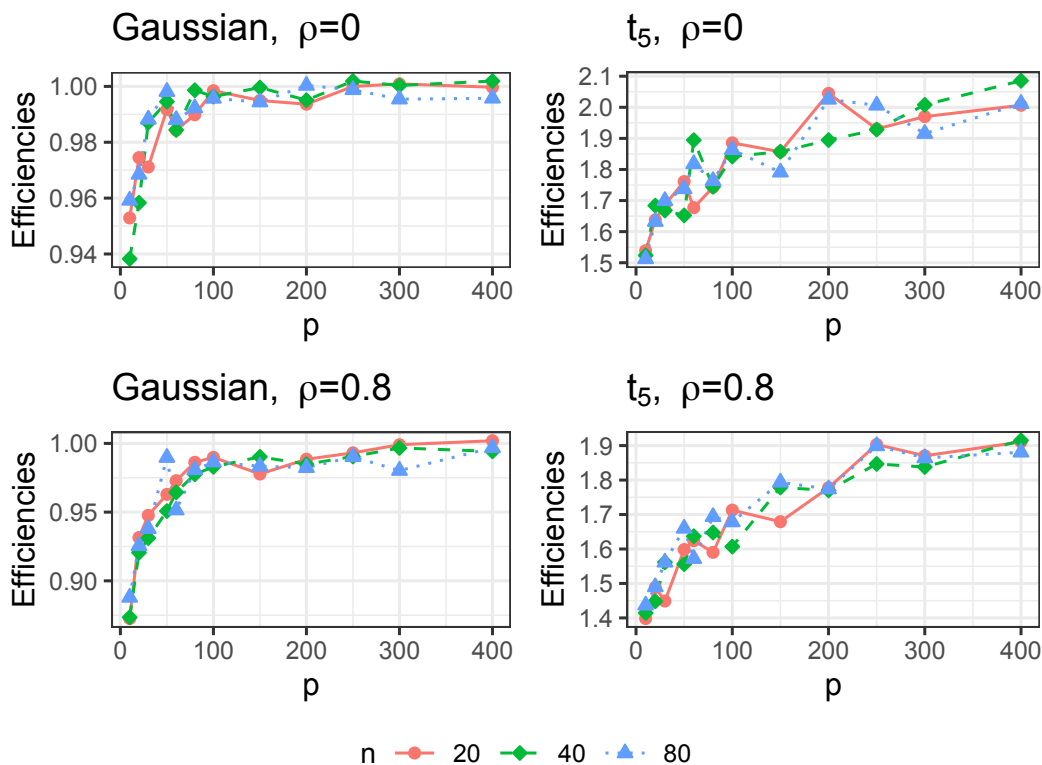 Gaussian, ρ=0
t₅, ρ=0
Efficiencies
1.00
0.98
0.96
0.94
0 100 200 300 400
p
Efficiencies
2.1
2.0
1.9
1.8
1.7
1.6
1.5
0 100 200 300 400
p
Gaussian, ρ=0.8
t₅, ρ=0.8
Efficiencies
1.00
0.95
0.90
0 100 200 300 400
p
Efficiencies
1.9
1.8
1.7
1.6
1.5
1.4
0 100 200 300 400
p
n 20 40 80